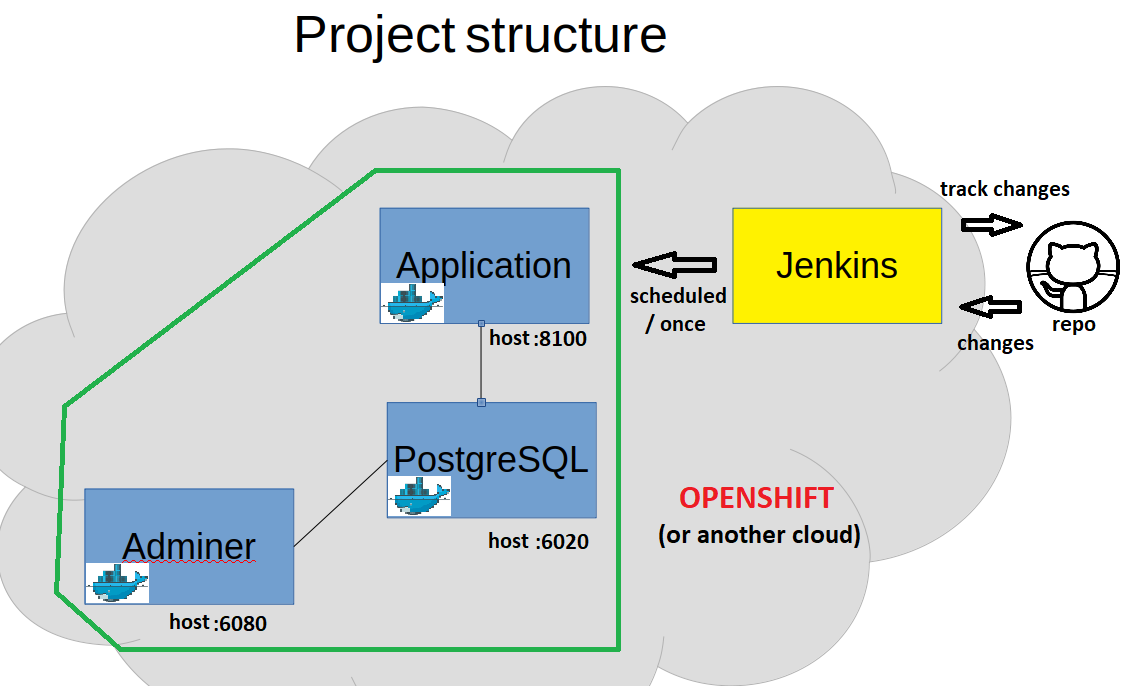 Project structure
track changes
Application
Jenkins
scheduled
/ once
repo
host :8100
changes
PostgreSQL
OPENSHIFT
(or another cloud)
host :6020
Adminer
host :6080